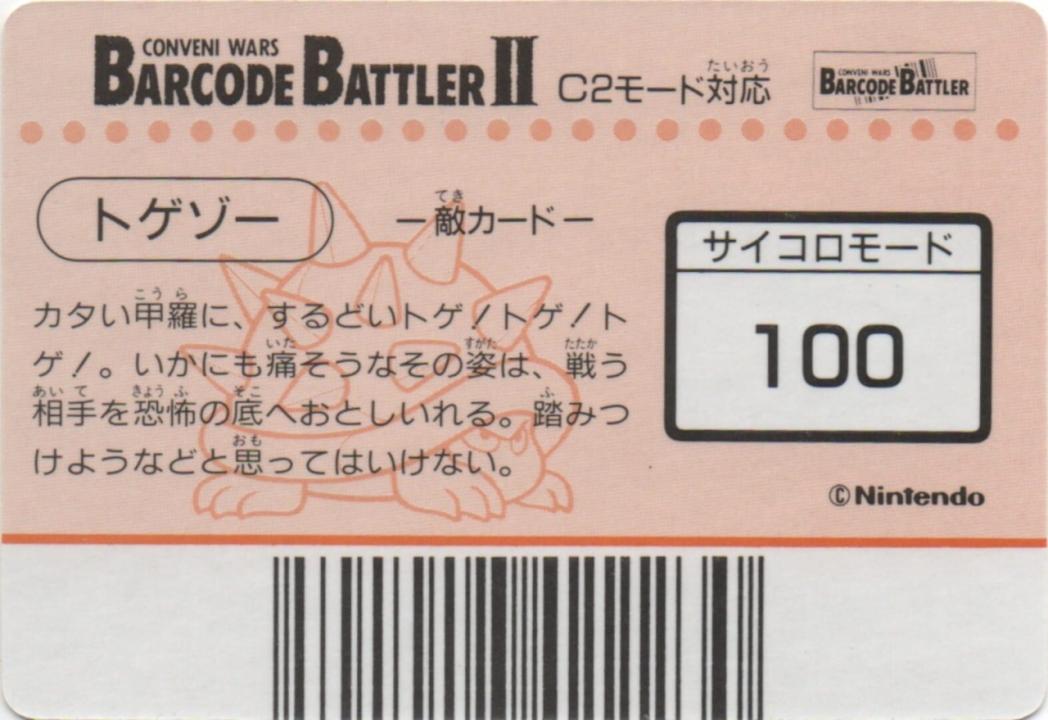 CONVENI WARS
BARCODE BATTLER II
C2モード対応
たいおう
CONVENI WARS
BARCODE BATTLER
トゲゾー
てき
ー敵カードー
サイコロモード
100
こうら
カタい甲羅に、するどいトゲ!トゲ!ト
いた すがた たたか
ゲ!。いかにも痛そうなその姿は、戦う
あいて きょうふ そこ ふ
相手を恐怖の底へおとしいれる。踏みつ
おも
けようなどと思ってはいけない。
©Nintendo